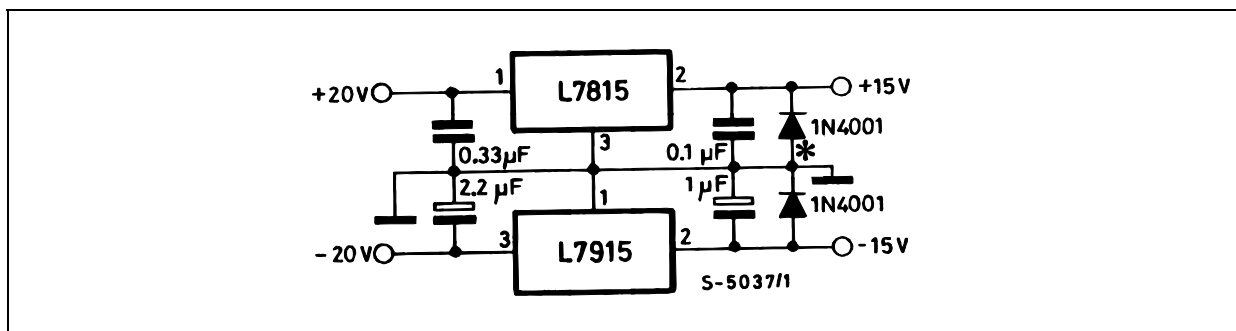 +20V
1
L7815
2
+15V
3
0.33µF
0.1 µF
1N4001
*
2.2 µF
1
1µF
1N4001
-20V
3
L7915
2
-15V
S-5037/1